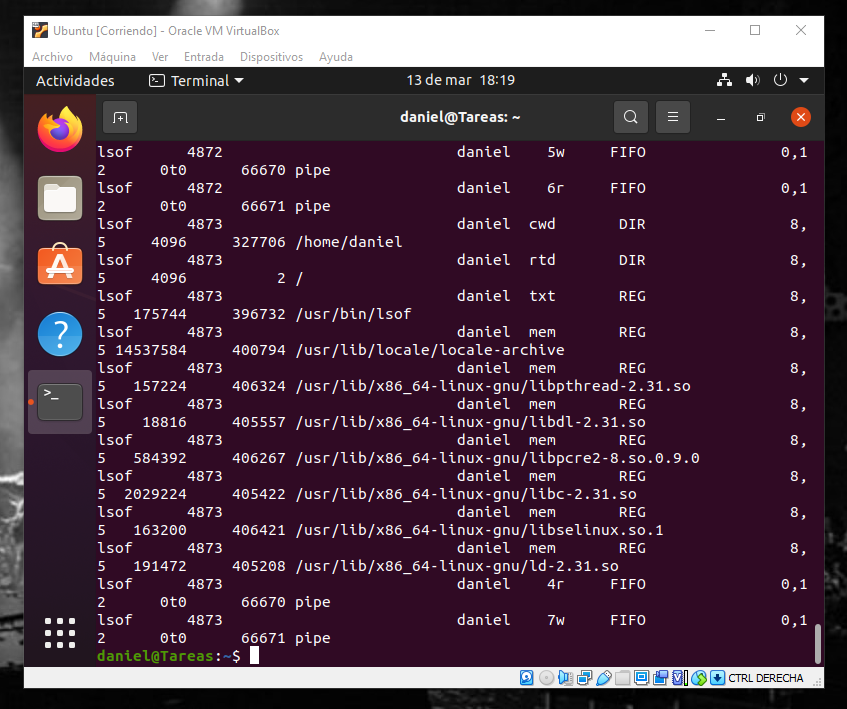 Ubuntu [Corriendo] - Oracle VM VirtualBox
Archivo Máquina Ver Entrada Dispositivos Ayuda
Actividades Terminal 13 de mar 18:19
daniel@Tareas: ~
lsof 4872 daniel 5w FIFO 0,1
2 0t0 66670 pipe
lsof 4872 daniel 6r FIFO 0,1
2 0t0 66671 pipe
lsof 4873 daniel cwd DIR 8,
5 4096 327706 /home/daniel
lsof 4873 daniel rtd DIR 8,
5 4096 2 /
lsof 4873 daniel txt REG 8,
5 175744 396732 /usr/bin/lsof
lsof 4873 daniel mem REG 8,
5 14537584 400794 /usr/lib/locale/locale-archive
lsof 4873 daniel mem REG 8,
5 157224 406324 /usr/lib/x86_64-linux-gnu/libpthread-2.31.so
lsof 4873 daniel mem REG 8,
5 18816 405557 /usr/lib/x86_64-linux-gnu/libdl-2.31.so
lsof 4873 daniel mem REG 8,
5 584392 406267 /usr/lib/x86_64-linux-gnu/libpcre2-8.so.0.9.0
lsof 4873 daniel mem REG 8,
5 2029224 405422 /usr/lib/x86_64-linux-gnu/libc-2.31.so
lsof 4873 daniel mem REG 8,
5 163200 406421 /usr/lib/x86_64-linux-gnu/libselinux.so.1
lsof 4873 daniel mem REG 8,
5 191472 405208 /usr/lib/x86_64-linux-gnu/ld-2.31.so
lsof 4873 daniel 4r FIFO 0,1
2 0t0 66670 pipe
lsof 4873 daniel 7w FIFO 0,1
2 0t0 66671 pipe
daniel@Tareas:~$
CTRL DERECHA